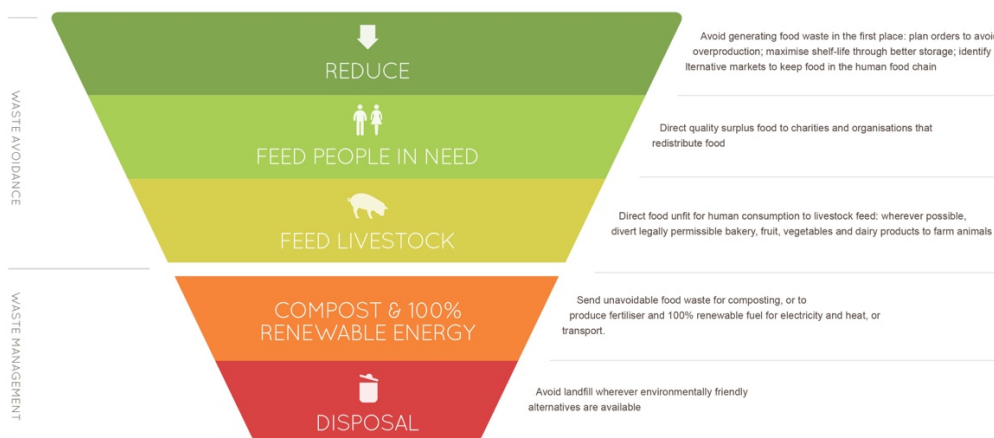 WASTE AVOIDANCE
REDUCE
Avoid generating food waste in the first place: plan orders to avoid
overproduction; maximise shelf-life through better storage; identify
lternative markets to keep food in the human food chain
FEED PEOPLE IN NEED
Direct quality surplus food to charities and organisations that
redistribute food
FEED LIVESTOCK
Direct food unfit for human consumption to livestock feed: wherever possible,
divert legally permissible bakery, fruit, vegetables and dairy products to farm animals
WASTE MANAGEMENT
COMPOST & 100%
RENEWABLE ENERGY
Send unavoidable food waste for composting, or to
produce fertiliser and 100% renewable fuel for electricity and heat, or
transport.
DISPOSAL
Avoid landfill wherever environmentally friendly
alternatives are available